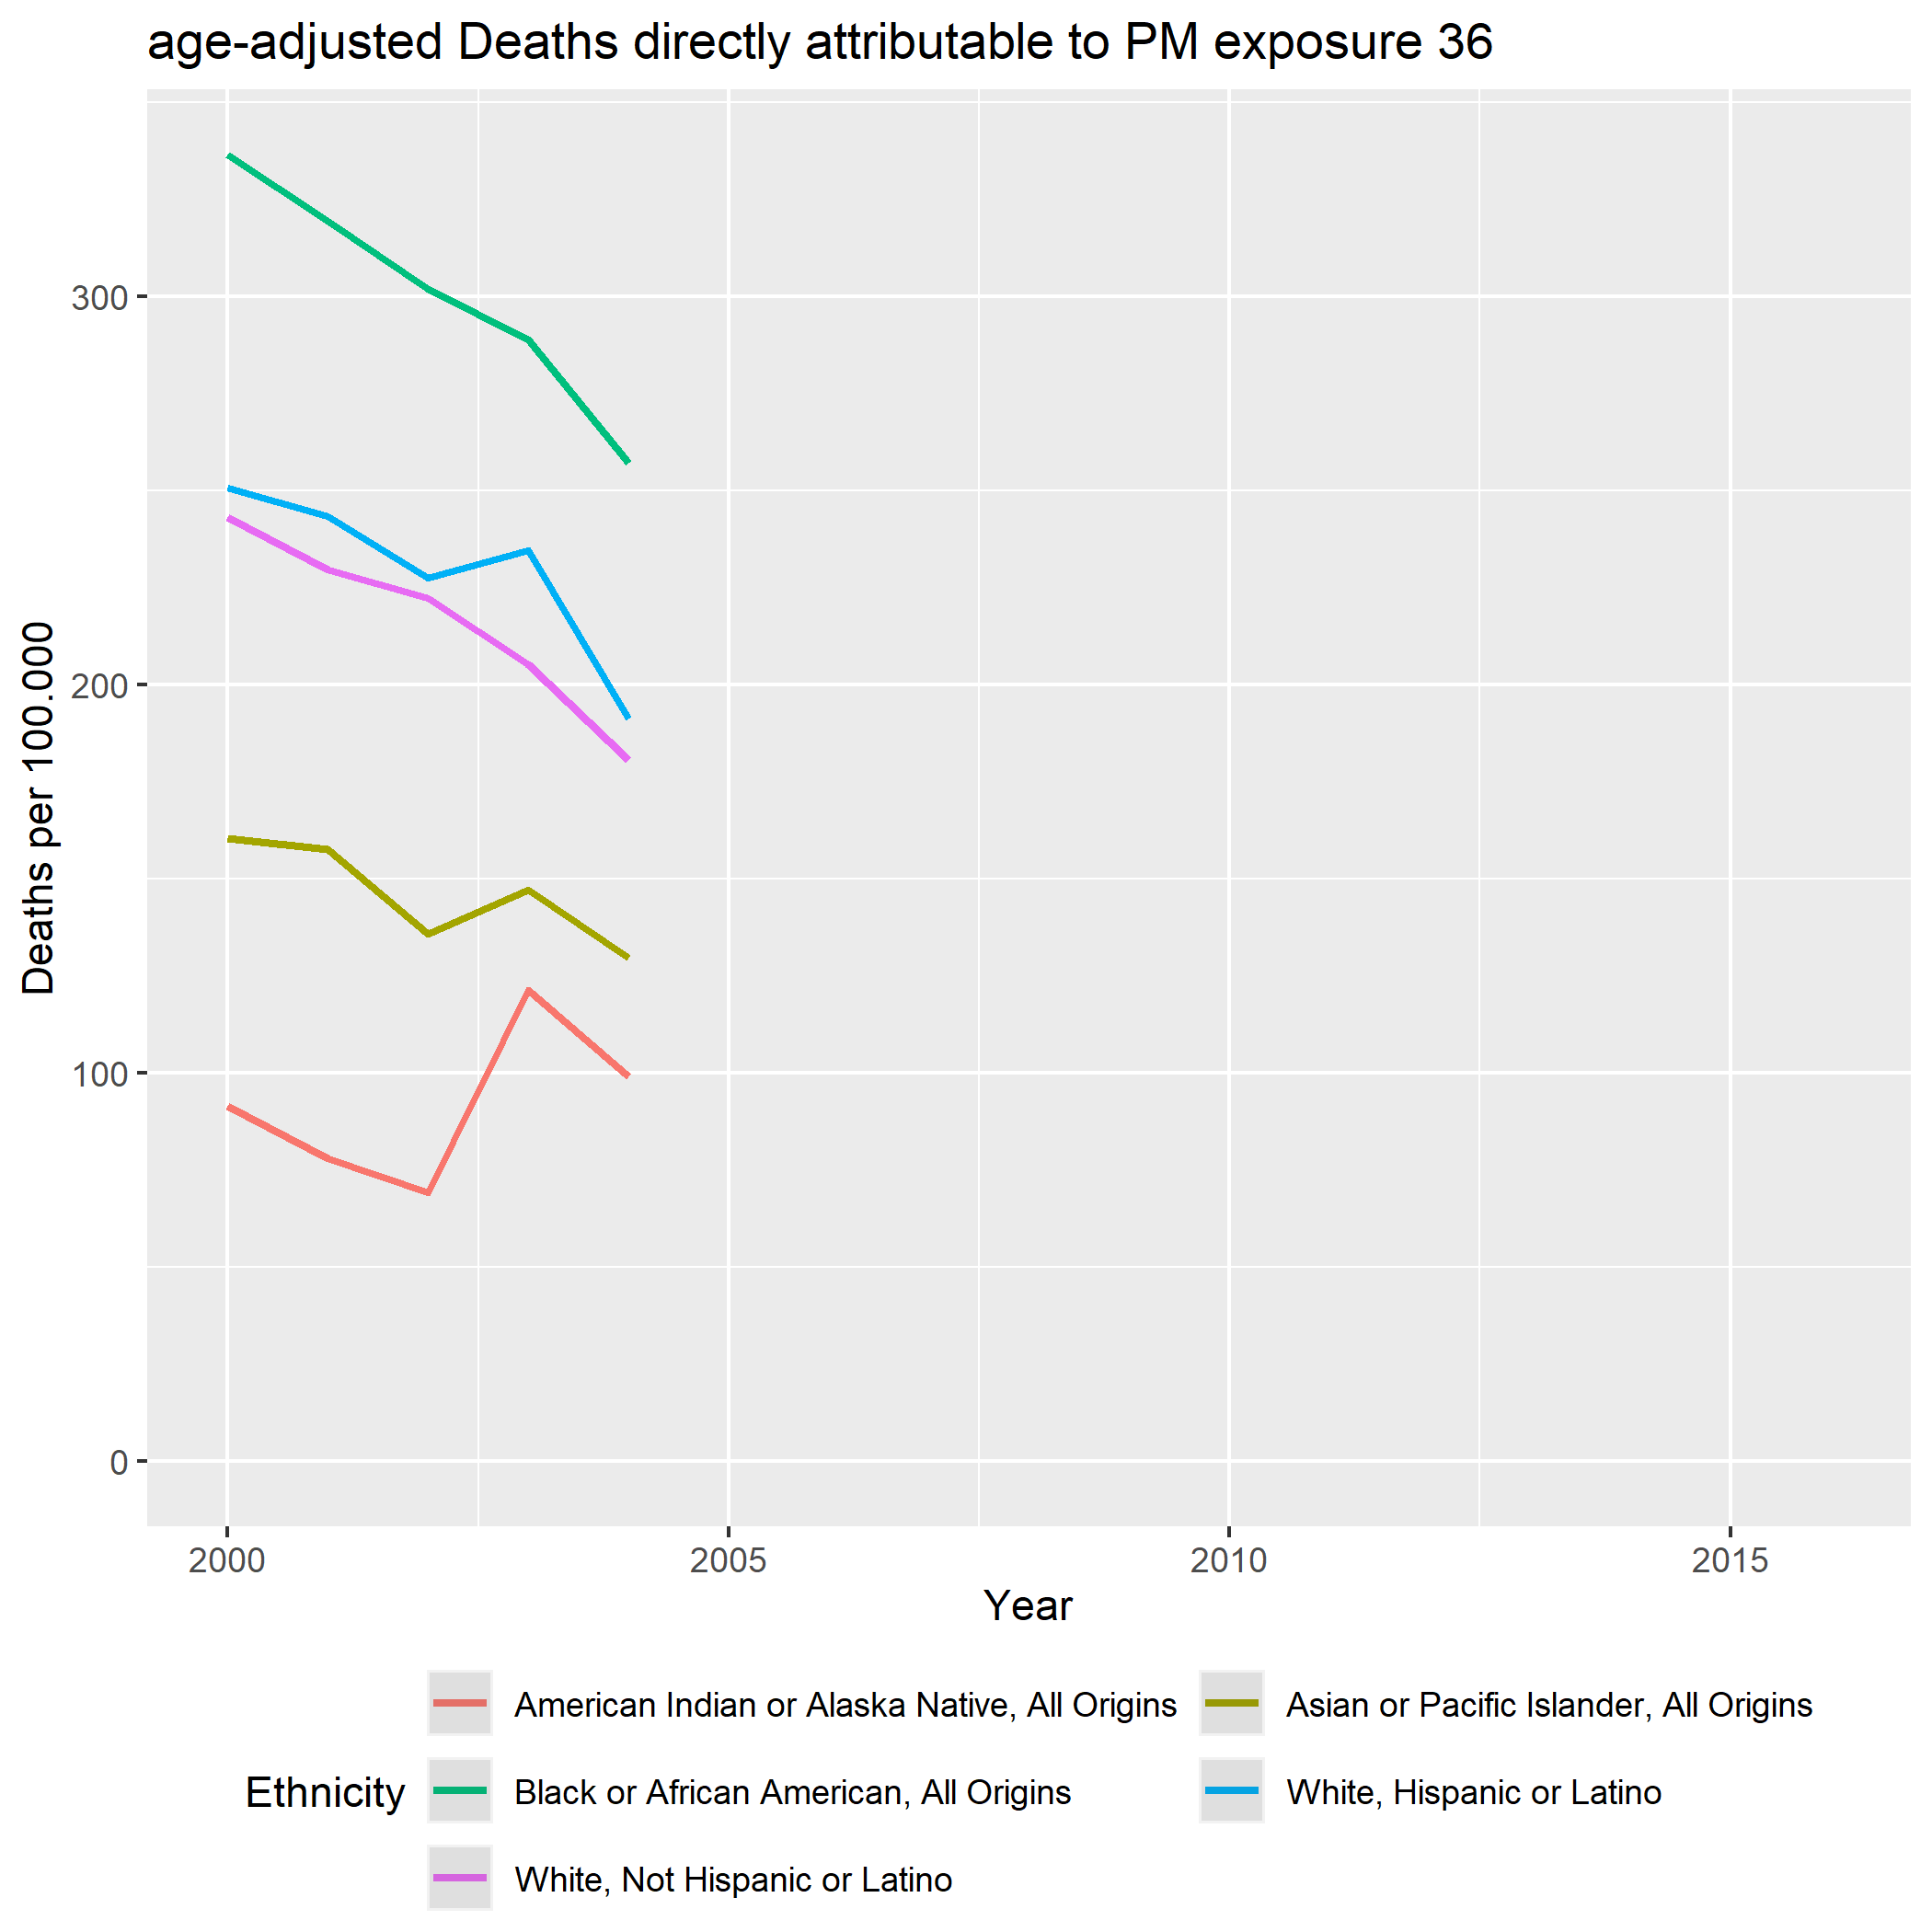 age-adjusted Deaths directly attributable to PM exposure 36
Deaths per 100.000
300
200
100
0
2000 2005 2010 2015
Year
Ethnicity
American Indian or Alaska Native, All Origins
Asian or Pacific Islander, All Origins
Black or African American, All Origins
White, Hispanic or Latino
White, Not Hispanic or Latino